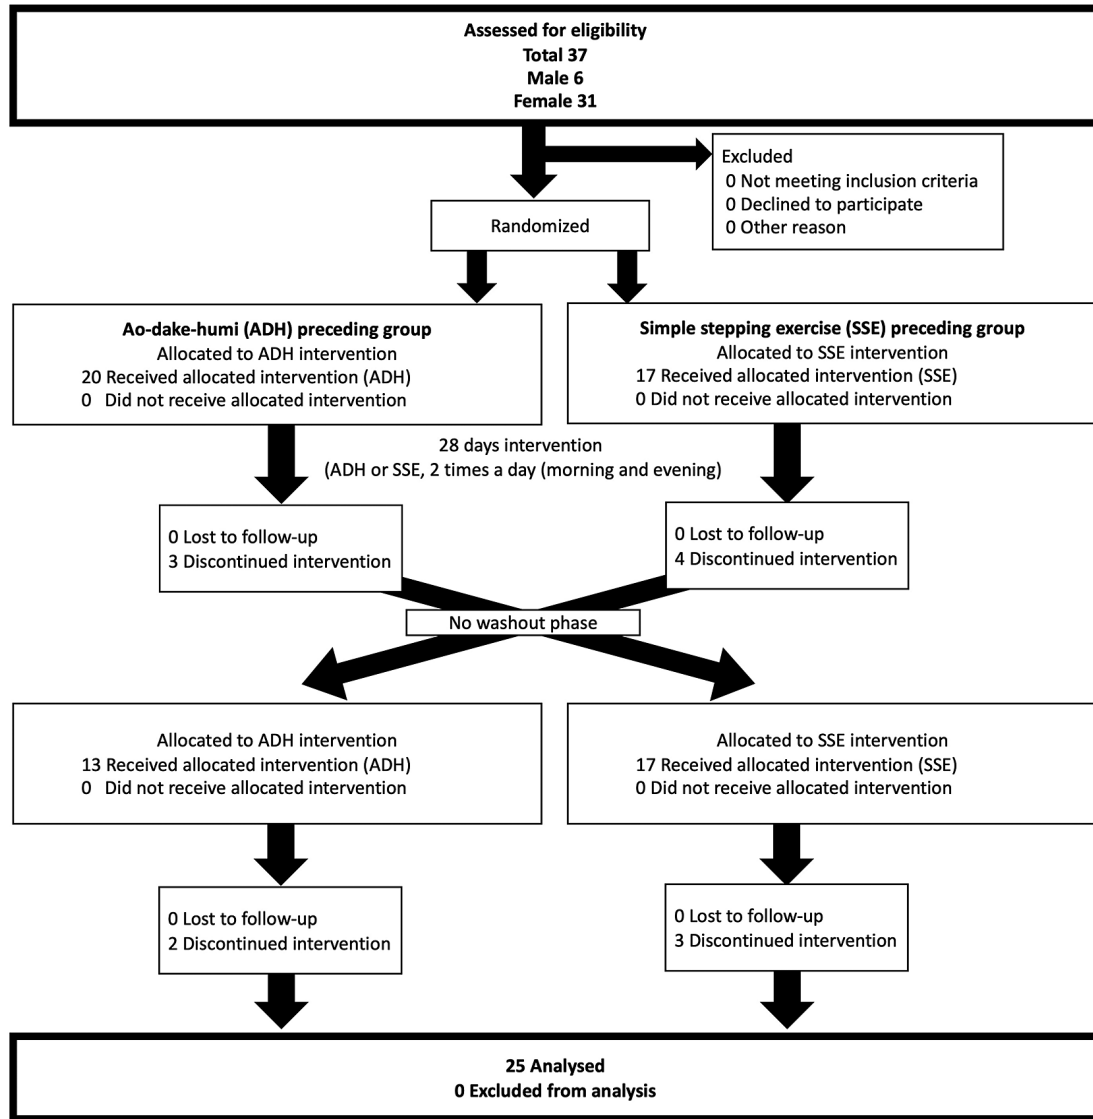 Assessed for eligibility
Total 37
Male 6
Female 31
Excluded
0 Not meeting inclusion criteria
0 Declined to participate
0 Other reason
Randomized
Ao-dake-humi (ADH) preceding group
Allocated to ADH intervention
20 Received allocated intervention (ADH)
0 Did not receive allocated intervention
Simple stepping exercise (SSE) preceding group
Allocated to SSE intervention
17 Received allocated intervention (SSE)
0 Did not receive allocated intervention
28 days intervention
(ADH or SSE, 2 times a day (morning and evening)
0 Lost to follow-up
3 Discontinued intervention
0 Lost to follow-up
4 Discontinued intervention
No washout phase
Allocated to ADH intervention
13 Received allocated intervention (ADH)
0 Did not receive allocated intervention
Allocated to SSE intervention
17 Received allocated intervention (SSE)
0 Did not receive allocated intervention
0 Lost to follow-up
2 Discontinued intervention
0 Lost to follow-up
3 Discontinued intervention
25 Analysed
0 Excluded from analysis